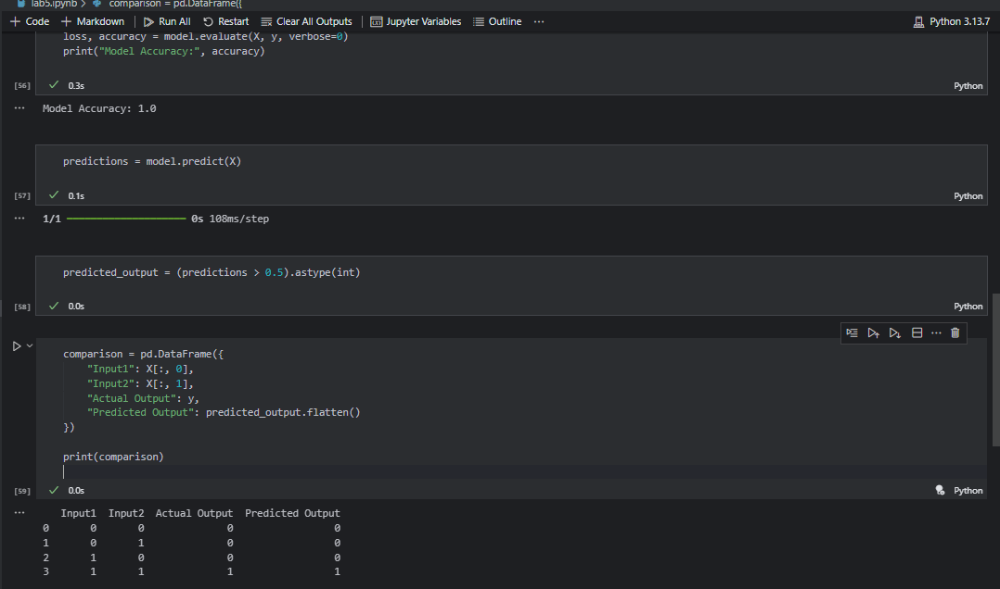 lab5.ipynb > comparison = pd.DataFrame({
+ Code + Markdown | Run All Restart Clear All Outputs | Jupyter Variables Outline ... Python 3.13.7
loss, accuracy = model.evaluate(X, y, verbose=0)
print("Model Accuracy:", accuracy)
[56] ✓ 0.3s Python
... Model Accuracy: 1.0
predictions = model.predict(X)
[57] ✓ 0.1s Python
... 1/1 ━━━━━━━━━━━━━━━━━━━━ 0s 108ms/step
predicted_output = (predictions > 0.5).astype(int)
[58] ✓ 0.0s Python
comparison = pd.DataFrame({
"Input1": X[:, 0],
"Input2": X[:, 1],
"Actual Output": y,
"Predicted Output": predicted_output.flatten()
})
print(comparison)
[59] ✓ 0.0s Python
... Input1 Input2 Actual Output Predicted Output
0 0 0 0 0
1 0 1 0 0
2 1 0 0 0
3 1 1 1 1